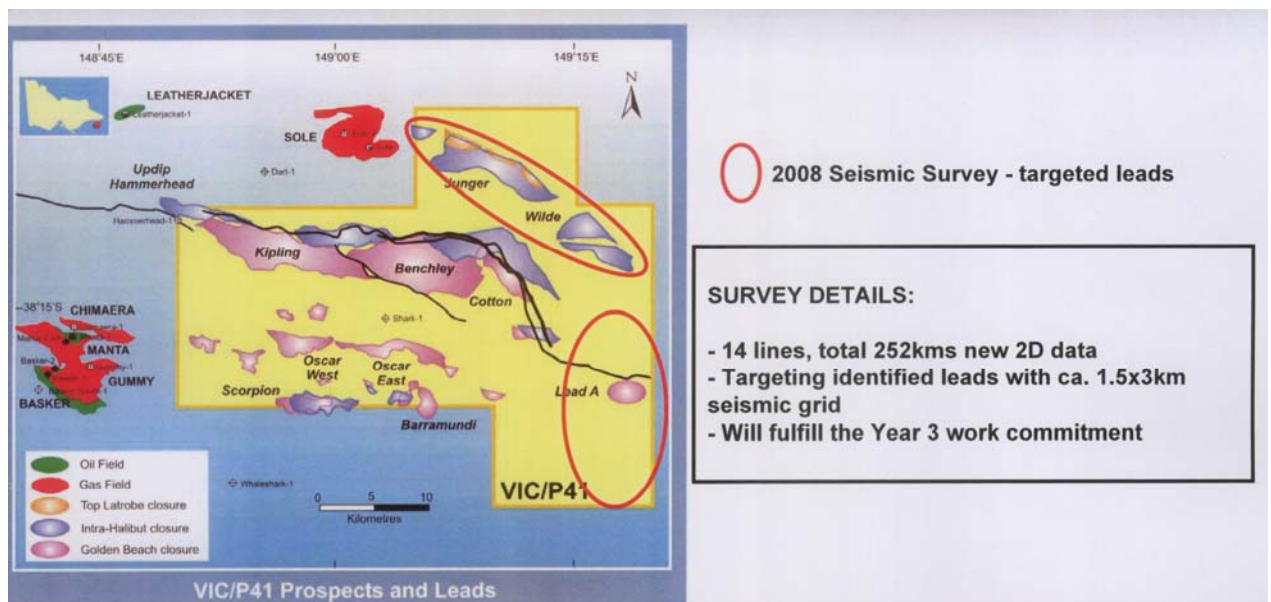 148°45'E
149°00'E
149°15'E
N
LEATHERJACKET
Leatherjacket-1
SOLE
Dart-1
Updip
Hammerhead
Junger
Wilde
Kipling
Benchley
Cotton
–38°15'S
CHIMAERA
MANTA
Basker-2
GUMMY
BASKER
Shark-1
Oscar
West
Oscar
East
Scorpion
Barramundi
Lead A
Whaleshark-1
VIC/P41
0 5 10
Kilometres
Oil Field
Gas Field
Top Latrobe closure
Intra-Halibut closure
Golden Beach closure
VIC/P41 Prospects and Leads
2008 Seismic Survey - targeted leads
SURVEY DETAILS:
- 14 lines, total 252kms new 2D data
- Targeting identified leads with ca. 1.5x3km
seismic grid
- Will fulfill the Year 3 work commitment